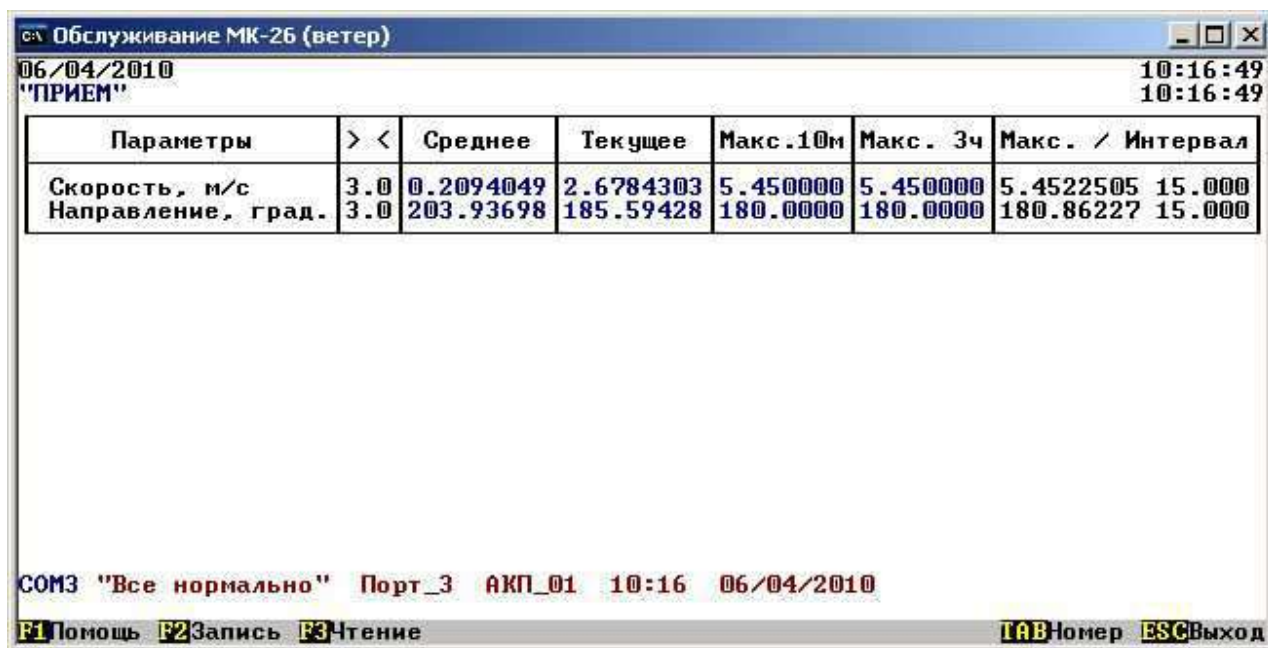 Обслуживание МК-26 (ветер)
06/04/2010 10:16:49
"ПРИЕМ" 10:16:49
Параметры > < Среднее Текущее Макс.10м Макс. 3ч Макс. / Интервал
Скорость, м/с 3.0 0.2094049 2.6784303 5.450000 5.450000 5.4522505 15.000
Направление, град. 3.0 203.93698 185.59428 180.0000 180.0000 180.86227 15.000
COM3 "Все нормально" Порт_3 АКП_01 10:16 06/04/2010
F1Помощь F2Запись F3Чтение TABНомер ESCВыход